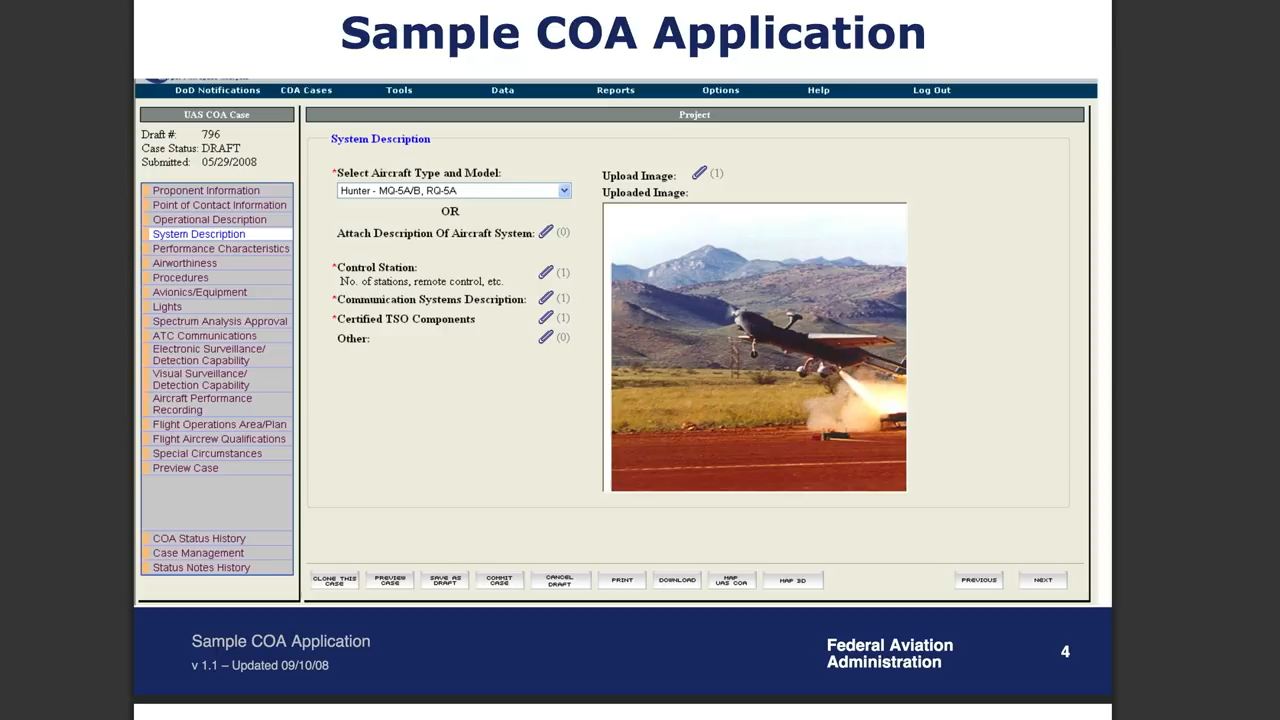 Sample COA Application
DoD Notifications COA Cases Tools Data Reports Options Help Log Out
UAS COA Case
Draft #: 796
Case Status: DRAFT
Submitted: 05/29/2008
Proponent Information
Point of Contact Information
Operational Description
System Description
Performance Characteristics
Airworthiness
Procedures
Avionics/Equipment
Lights
Spectrum Analysis Approval
ATC Communications
Electronic Surveillance/
Detection Capability
Visual Surveillance/
Detection Capability
Aircraft Performance
Recording
Flight Operations Area/Plan
Flight Aircrew Qualifications
Special Circumstances
Preview Case
COA Status History
Case Management
Status Notes History
Project
System Description
*Select Aircraft Type and Model:
Hunter - MQ-5A/B, RQ-5A
OR
Attach Description Of Aircraft System: (0)
*Control Station: (1)
No. of stations, remote control, etc.
*Communication Systems Description: (1)
*Certified TSO Components (1)
Other: (0)
Upload Image: (1)
Uploaded Image:
CLONE THIS CASE PREVIEW CASE SAVE AS DRAFT COMMIT CASE CANCEL DRAFT PRINT DOWNLOAD MAP UAS COA MAP 3D PREVIOUS NEXT
Sample COA Application
v 1.1 – Updated 09/10/08
Federal Aviation
Administration
4